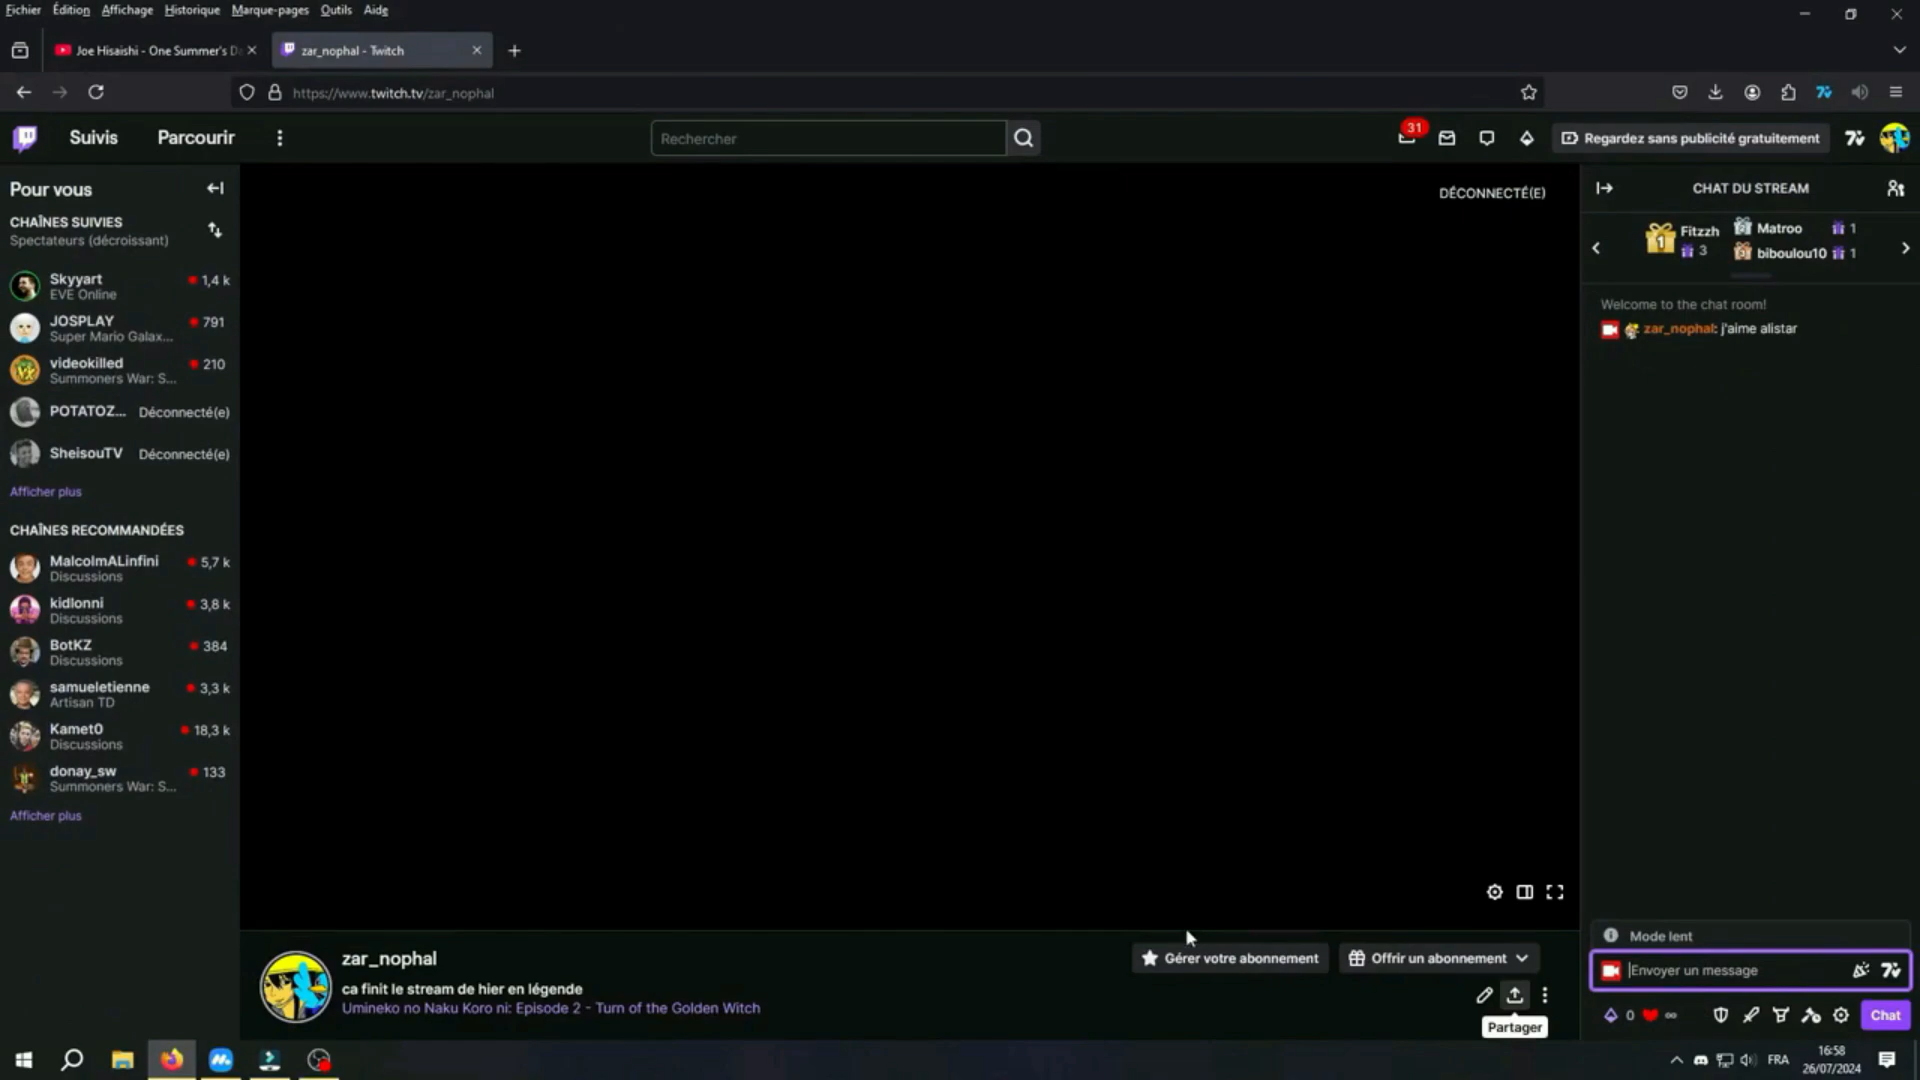 Fichier Édition Affichage Historique Marque-pages Outils Aide
Joe Hisaishi - One Summer's D
zar_nophal - Twitch
https://www.twitch.tv/zar_nophal
Suivis
Parcourir
Rechercher
31
Regardez sans publicité gratuitement
Pour vous
CHAÎNES SUIVIES
Spectateurs (décroissant)
Skyyart
1,4 k
EVE Online
JOSPLAY
791
Super Mario Galax...
videokilled
210
Summoners War: S...
POTATOZ...
Déconnecté(e)
SheisouTV
Déconnecté(e)
Afficher plus
CHAÎNES RECOMMANDÉES
MalcolmALinfini
5,7 k
Discussions
kidlonni
3,8 k
Discussions
BotKZ
384
Discussions
samueletienne
3,3 k
Artisan TD
Kamet0
18,3 k
Discussions
donay_sw
133
Summoners War: S...
Afficher plus
DÉCONNECTÉ(E)
zar_nophal
ca finit le stream de hier en légende
Umineko no Naku Koro ni: Episode 2 - Turn of the Golden Witch
Gérer votre abonnement
Offrir un abonnement
Partager
CHAT DU STREAM
1
Fitzzh
3
Matroo
1
biboulou10
1
Welcome to the chat room!
zar_nophal: j'aime alistar
Mode lent
Envoyer un message
0
∞
Chat
FRA
16:58
26/07/2024